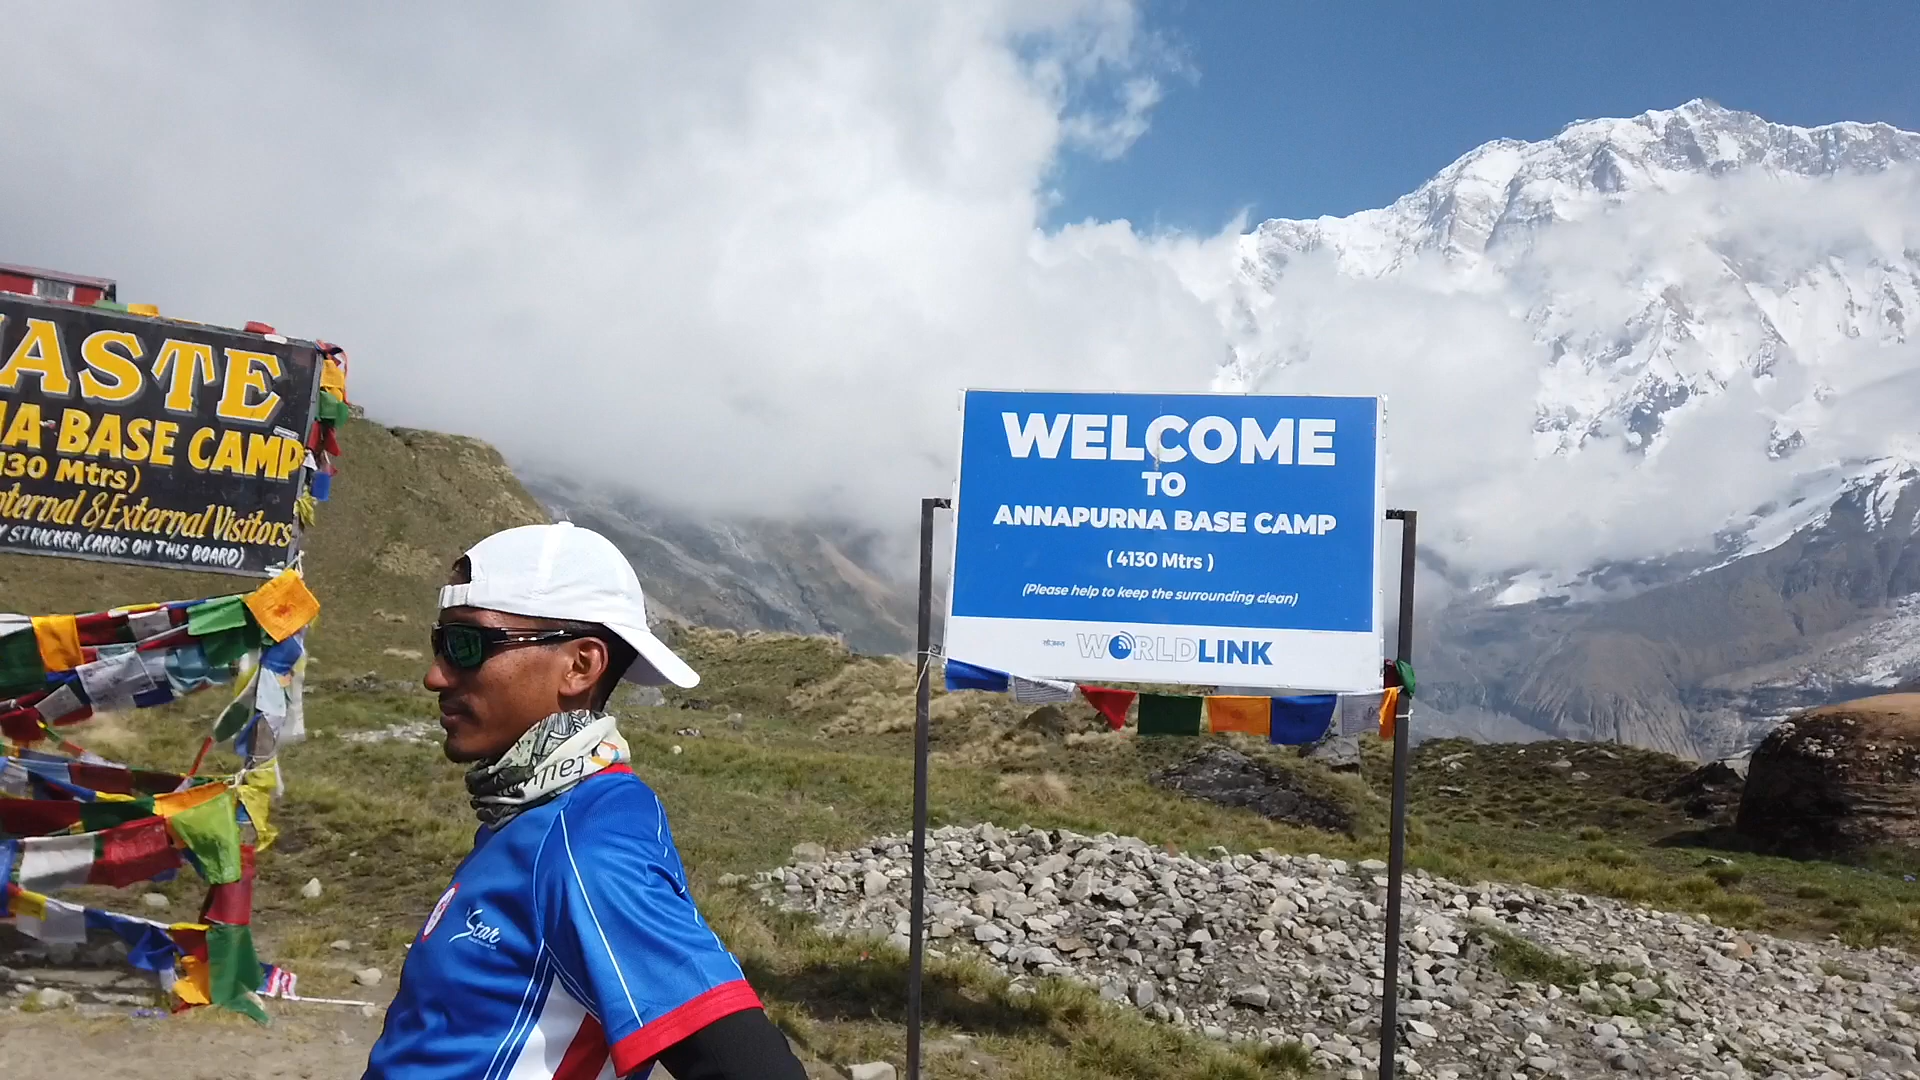 ASTE
A BASE CAMP
130 Mtrs)
nternal & External Visitors
Y STRICKER, CARDS ON THIS BOARD)
WELCOME
TO
ANNAPURNA BASE CAMP
( 4130 Mtrs )
(Please help to keep the surrounding clean)
WORLDLINK
Star